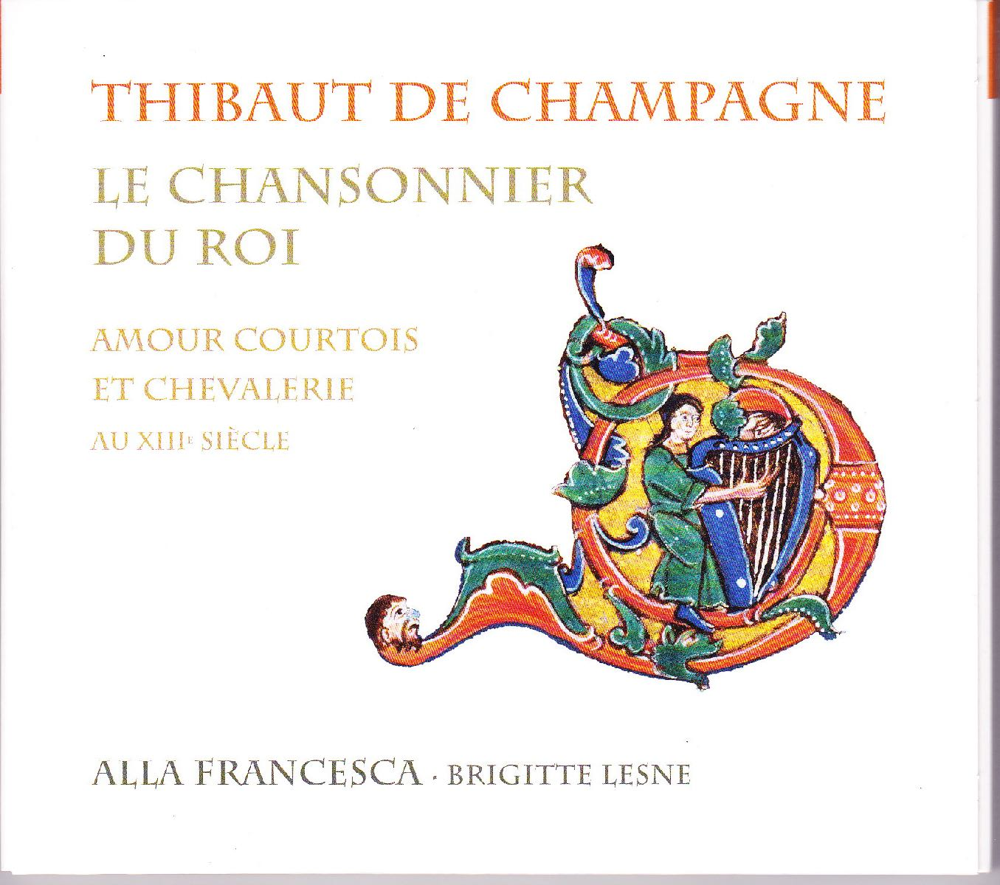 THIBAUT DE CHAMPAGNE
LE CHANSONNIER
DU ROI
AMOUR COURTOIS
ET CHEVALERIE
AU XIIIE SIÈCLE
ALLA FRANCESCA · BRIGITTE LESNE